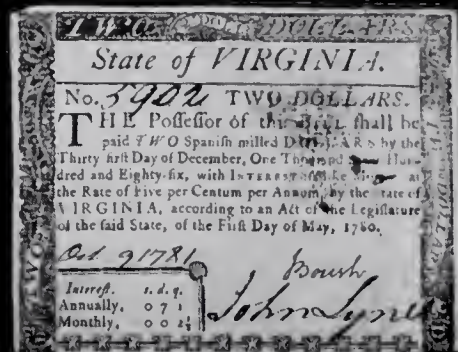 TWO DOLLARS
State of VIRGINIA.
No. 5902 TWO DOLLARS.
THE Poſſeſſor of this BILL ſhall be
paid TWO Spaniſh milled DOLLARS by the
Thirty firſt Day of December, One Thouſand Hun-
dred and Eighty-ſix, with INTEREST at
the Rate of Five per Centum per Annum, by the State of
VIRGINIA, according to an Act of the Legiſlature
of the ſaid State, of the Firſt Day of May, 1780.
Oct 9 1781
Boush
Intereſt. s. d. q.
Annually, 0 7 1
Monthly, 0 0 2
John Lyne